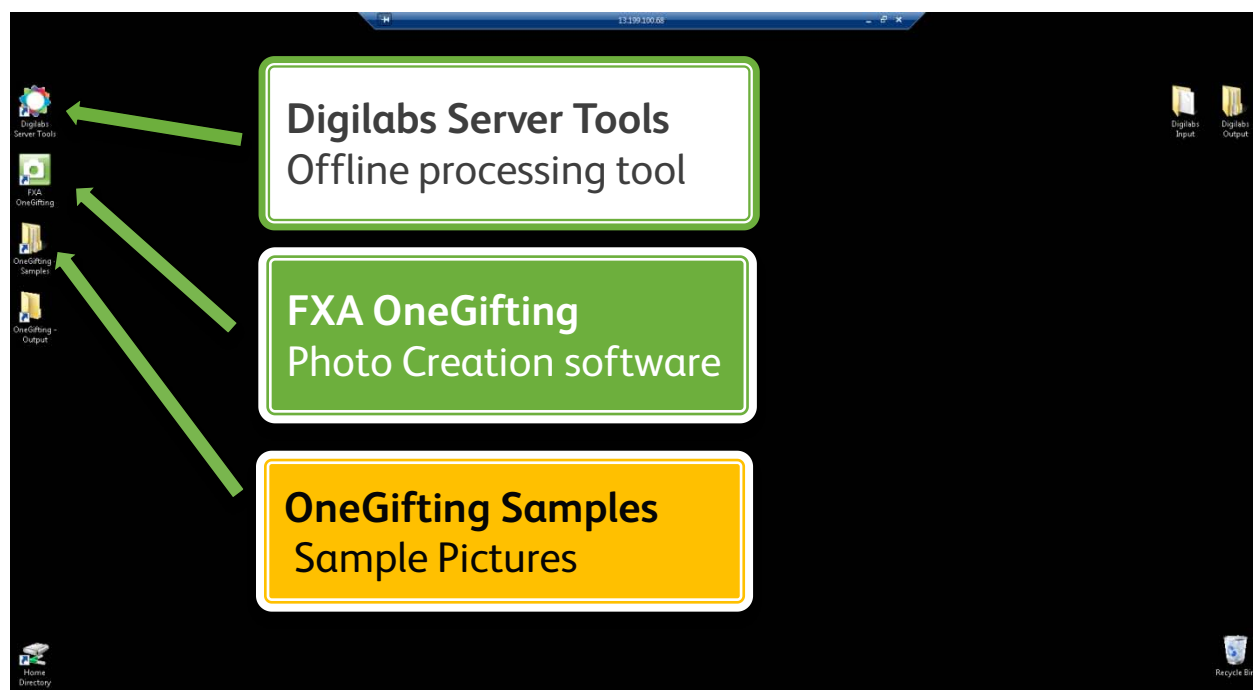 13.199.100.68
Digilabs
Server Tools
FXA
OneGifting
OneGifting -
Samples
OneGifting -
Output
Home
Directory
Digilabs Server Tools
Offline processing tool
FXA OneGifting
Photo Creation software
OneGifting Samples
Sample Pictures
Digilabs
Input
Digilabs
Output
Recycle Bin